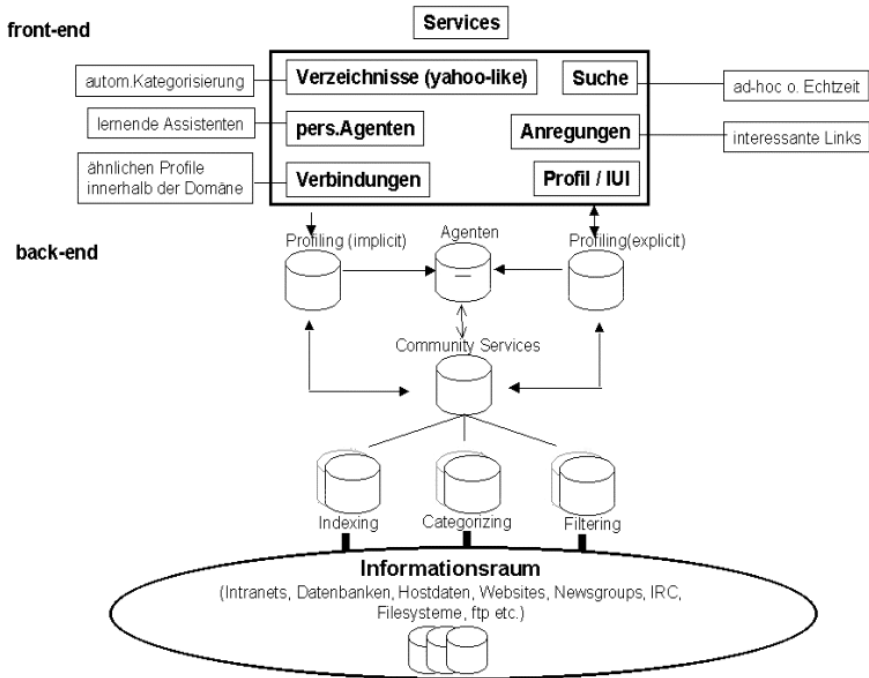 Services
front-end
Verzeichnisse (yahoo-like)
Suche
autom.Kategorisierung
ad-hoc o. Echtzeit
lernende Assistenten
pers.Agenten
Anregungen
interessante Links
ähnlichen Profile
innerhalb der Domäne
Verbindungen
Profil / IUI
back-end
Profiling (implicit)
Agenten
Profiling(explicit)
Community Services
Indexing
Categorizing
Filtering
Informationsraum
(Intranets, Datenbanken, Hostdaten, Websites, Newsgroups, IRC,
Filesysteme, ftp etc.)